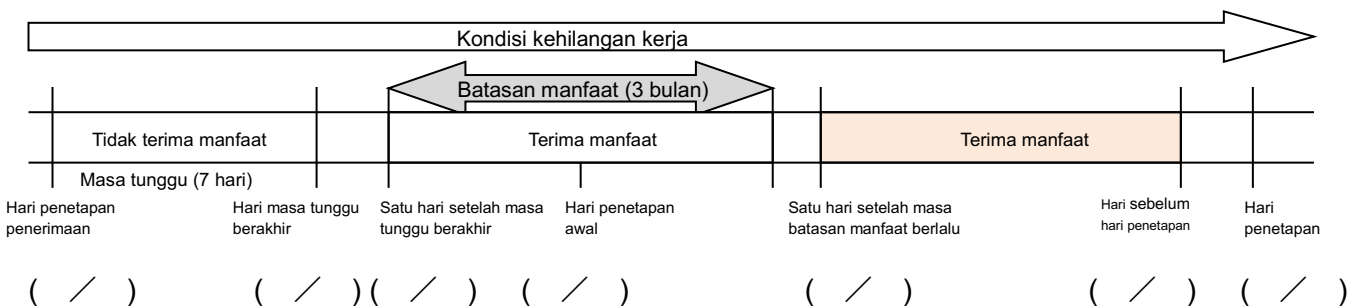 Kondisi kehilangan kerja
Batasan manfaat (3 bulan)
Tidak terima manfaat
Terima manfaat
Terima manfaat
Masa tunggu (7 hari)
Hari penetapan
penerimaan
Hari masa tunggu
berakhir
Satu hari setelah masa
tunggu berakhir
Hari penetapan
awal
Satu hari setelah masa
batasan manfaat berlalu
Hari sebelum
hari penetapan
Hari
penetapan
( ／ ) ( ／ ) ( ／ ) ( ／ ) ( ／ ) ( ／ ) ( ／ )